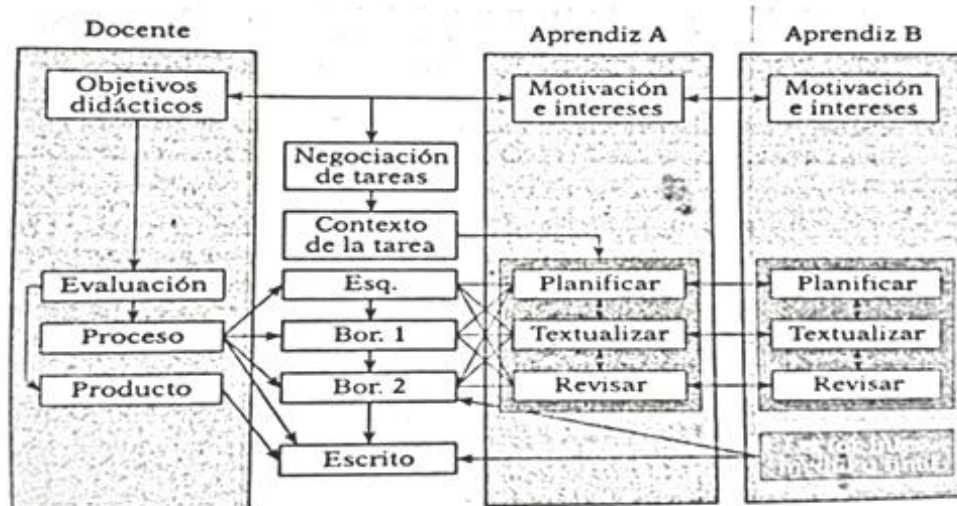 Docente
Aprendiz A
Aprendiz B
Objetivos
didácticos
Motivación
e intereses
Motivación
e intereses
Negociación
de tareas
Contexto
de la tarea
Evaluación
Esq.
Planificar
Planificar
Proceso
Bor. 1
Textualizar
Textualizar
Producto
Bor. 2
Revisar
Revisar
Escrito